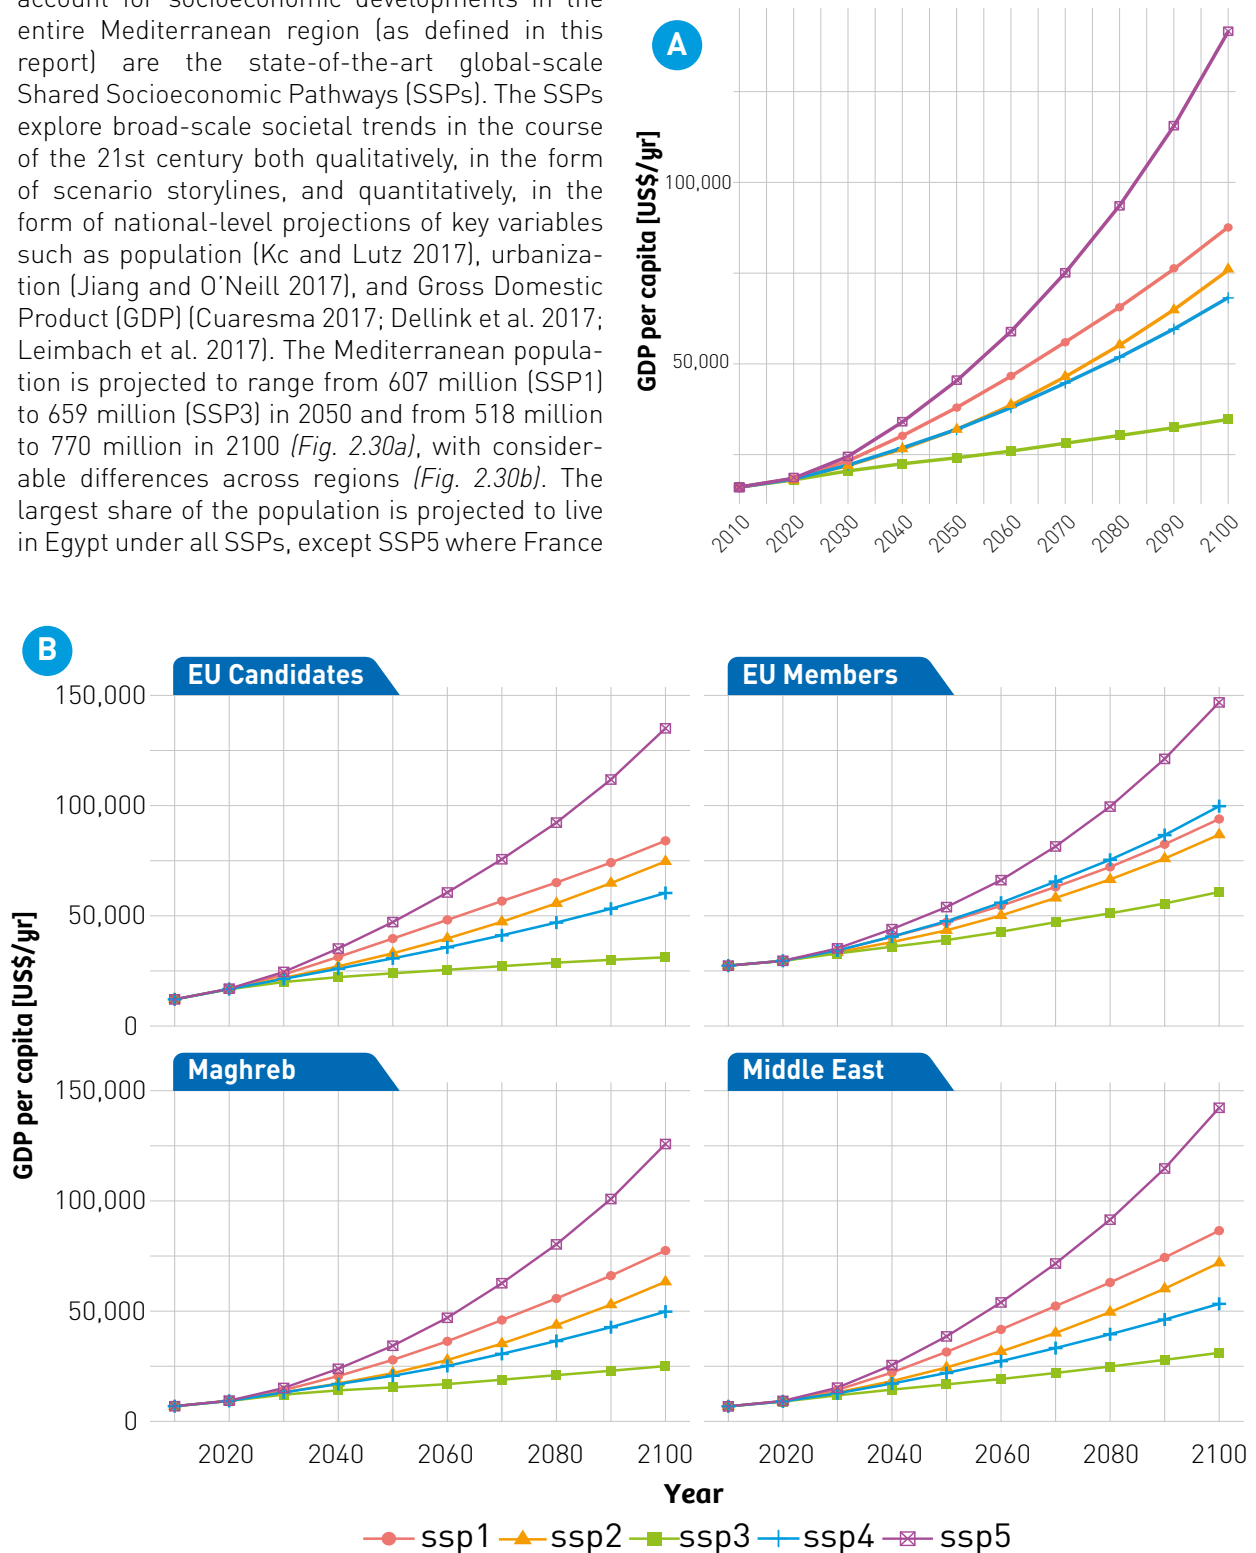 account for socioeconomic developments in the
entire Mediterranean region (as defined in this
report) are the state-of-the-art global-scale
Shared Socioeconomic Pathways (SSPs). The SSPs
explore broad-scale societal trends in the course
of the 21st century both qualitatively, in the form
of scenario storylines, and quantitatively, in the
form of national-level projections of key variables
such as population (Kc and Lutz 2017), urbaniza-
tion (Jiang and O'Neill 2017), and Gross Domestic
Product (GDP) (Cuaresma 2017; Dellink et al. 2017;
Leimbach et al. 2017). The Mediterranean popula-
tion is projected to range from 607 million (SSP1)
to 659 million (SSP3) in 2050 and from 518 million
to 770 million in 2100 (Fig. 2.30a), with consider-
able differences across regions (Fig. 2.30b). The
largest share of the population is projected to live
in Egypt under all SSPs, except SSP5 where France
A
GDP per capita [US$/yr]
100,000
50,000
2010 2020 2030 2040 2050 2060 2070 2080 2090 2100
B
GDP per capita [US$/yr]
EU Candidates
EU Members
150,000
100,000
50,000
0
Maghreb
Middle East
150,000
100,000
50,000
0
2020 2040 2060 2080 2100
2020 2040 2060 2080 2100
Year
ssp1 ssp2 ssp3 ssp4 ssp5